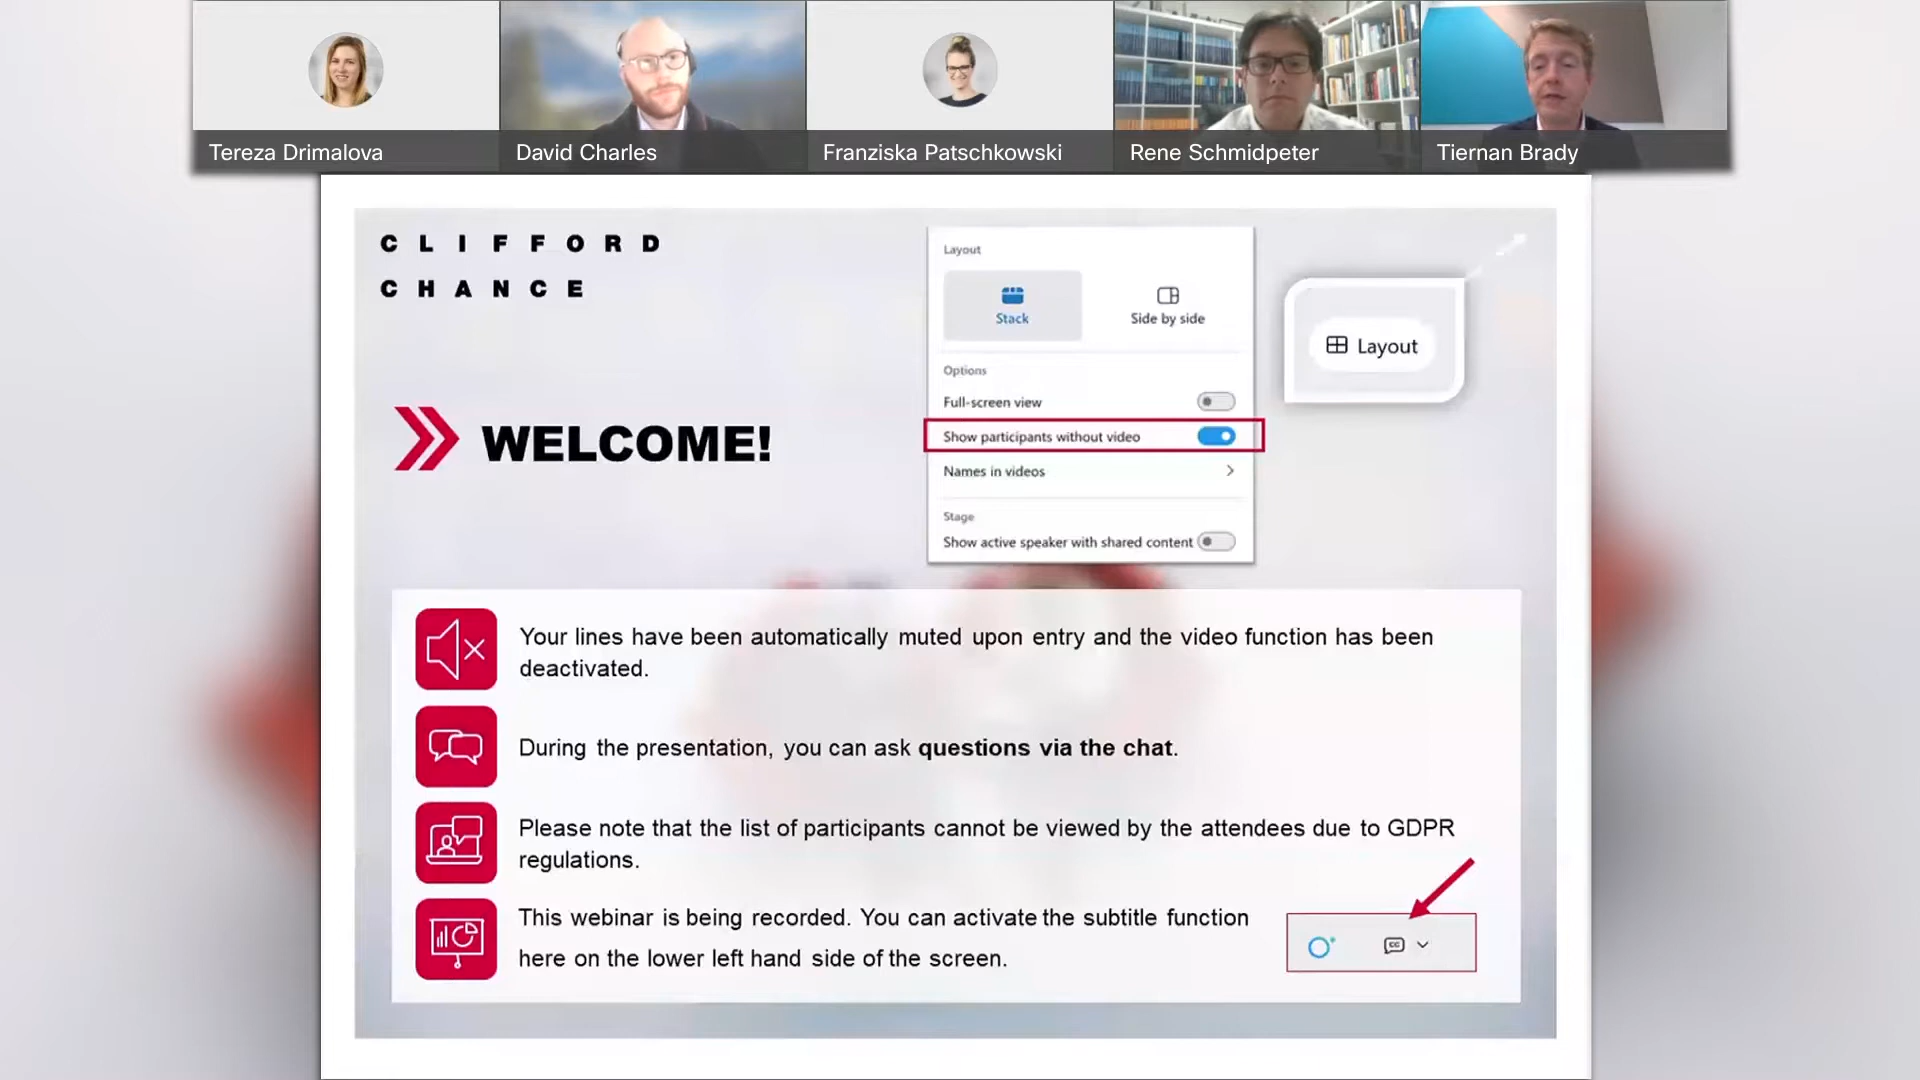 Tereza Drimalova
David Charles
Franziska Patschkowski
Rene Schmidpeter
Tiernan Brady
C L I F F O R D
C H A N C E
WELCOME!
Layout
Stack
Side by side
Options
Full-screen view
Show participants without video
Names in videos
Stage
Show active speaker with shared content
Layout
Your lines have been automatically muted upon entry and the video function has been
deactivated.
During the presentation, you can ask questions via the chat.
Please note that the list of participants cannot be viewed by the attendees due to GDPR
regulations.
This webinar is being recorded. You can activate the subtitle function
here on the lower left hand side of the screen.
CC